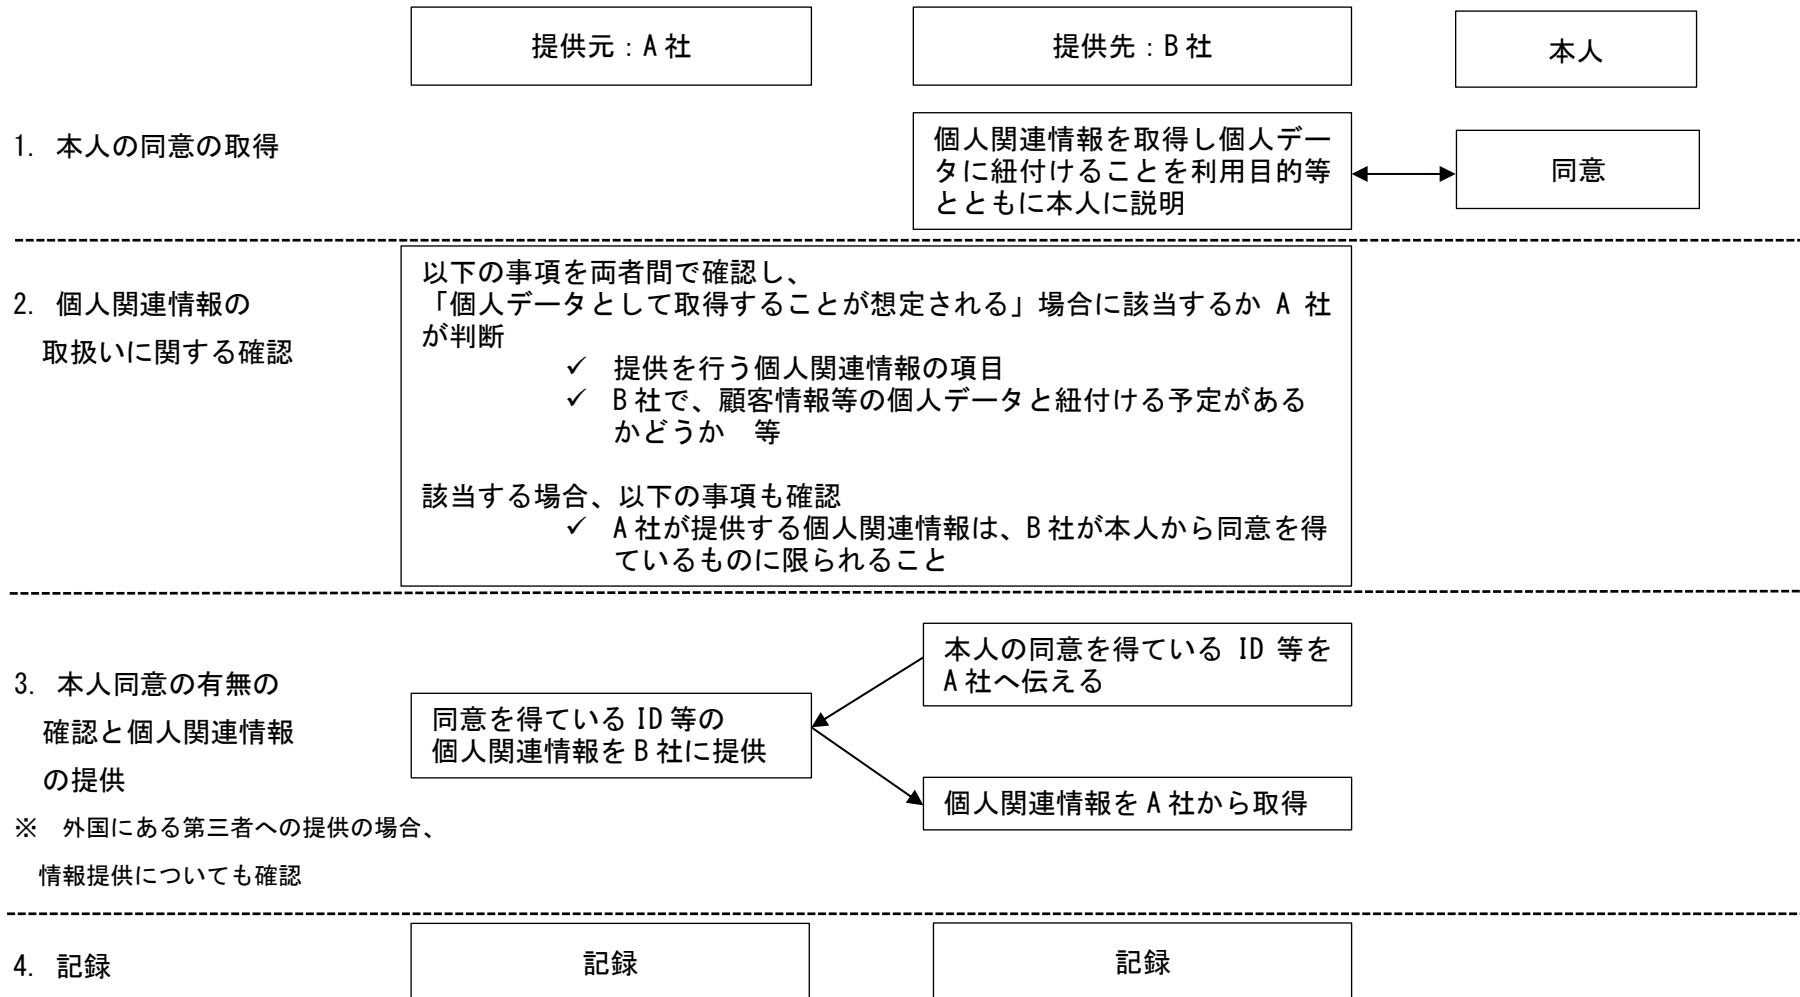 提供元：A社
提供先：B社
本人
1. 本人の同意の取得
個人関連情報を取得し個人デー
タに紐付けることを利用目的等
とともに本人に説明
同意
2. 個人関連情報の
取扱いに関する確認
以下の事項を両者間で確認し、
「個人データとして取得することが想定される」場合に該当するか A 社
が判断
✓ 提供を行う個人関連情報の項目
✓ B社で、顧客情報等の個人データと紐付ける予定がある
かどうか　等
該当する場合、以下の事項も確認
✓ A社が提供する個人関連情報は、B社が本人から同意を得
ているものに限られること
3. 本人同意の有無の
確認と個人関連情報
の提供
※　外国にある第三者への提供の場合、
情報提供についても確認
本人の同意を得ている ID 等を
A社へ伝える
同意を得ている ID 等の
個人関連情報を B 社に提供
個人関連情報を A 社から取得
4. 記録
記録
記録